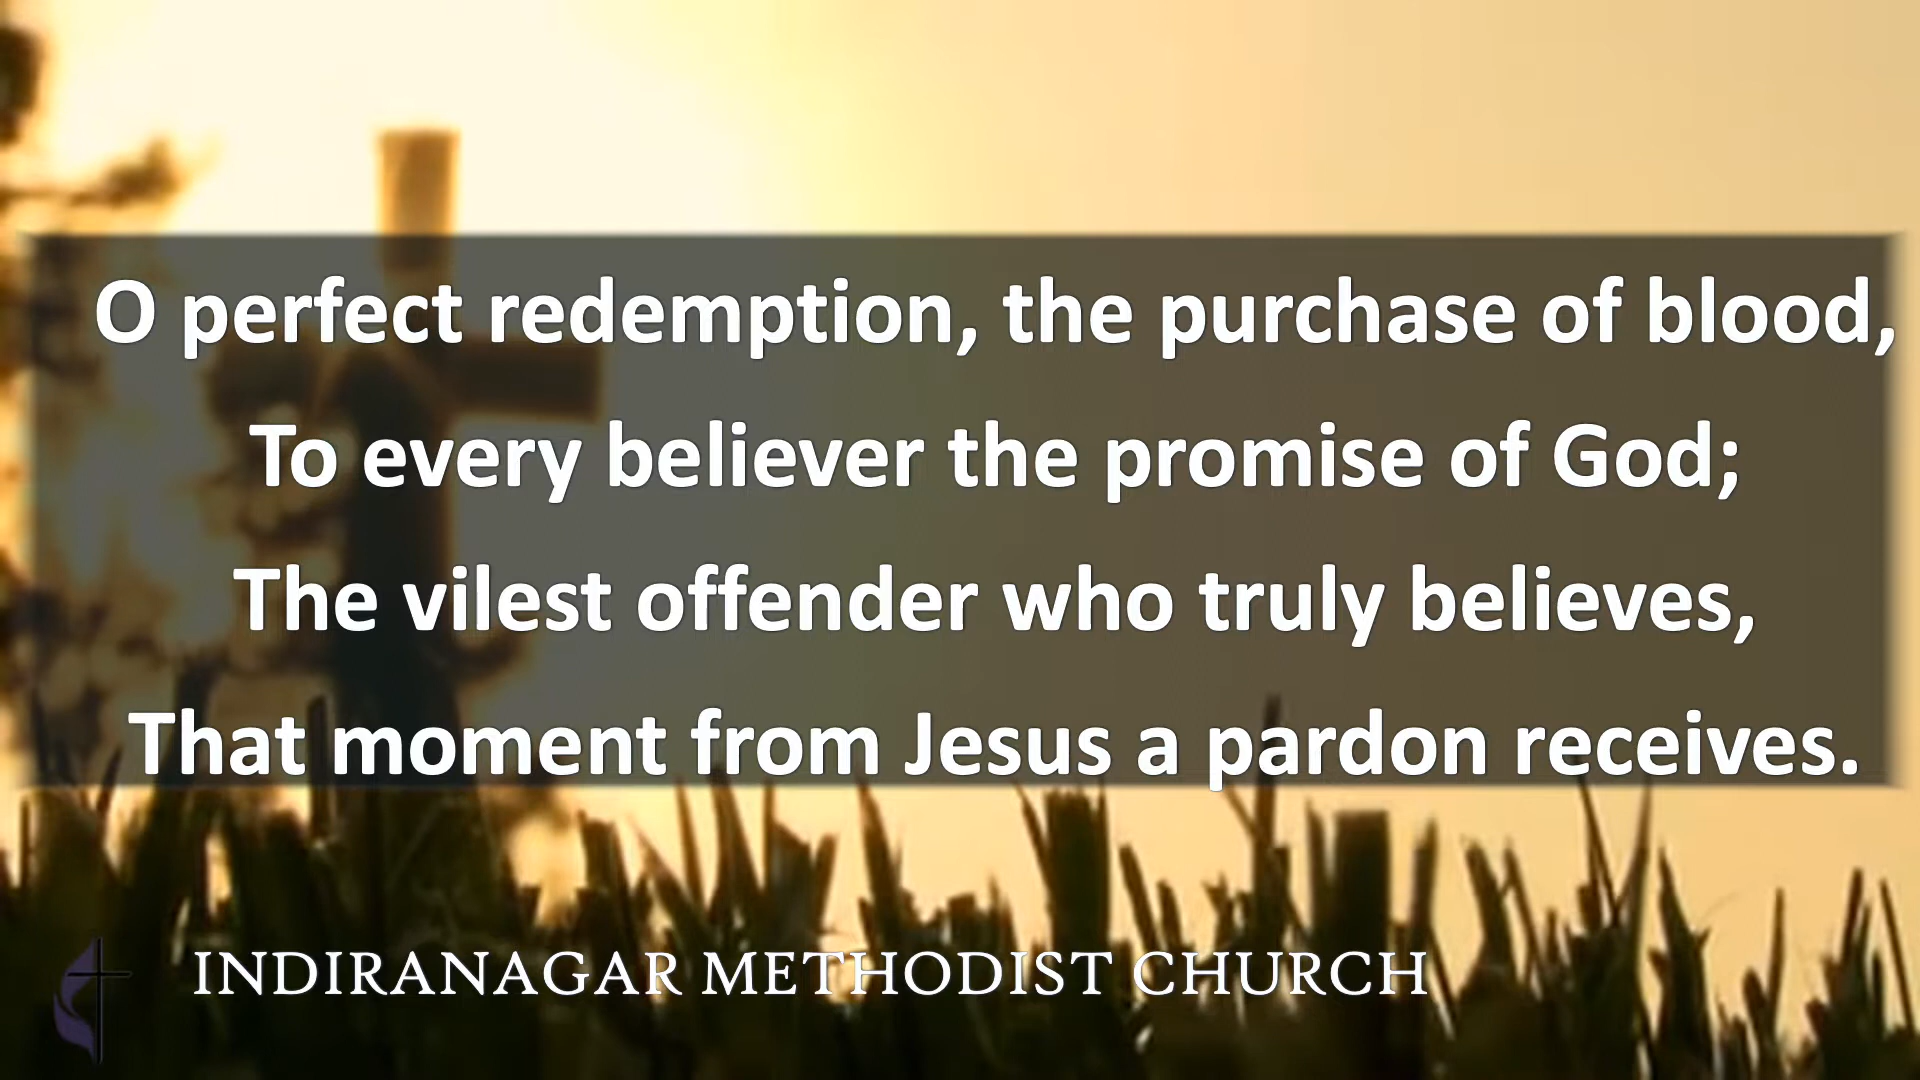 O perfect redemption, the purchase of blood,
To every believer the promise of God;
The vilest offender who truly believes,
That moment from Jesus a pardon receives.
INDIRANAGAR METHODIST CHURCH